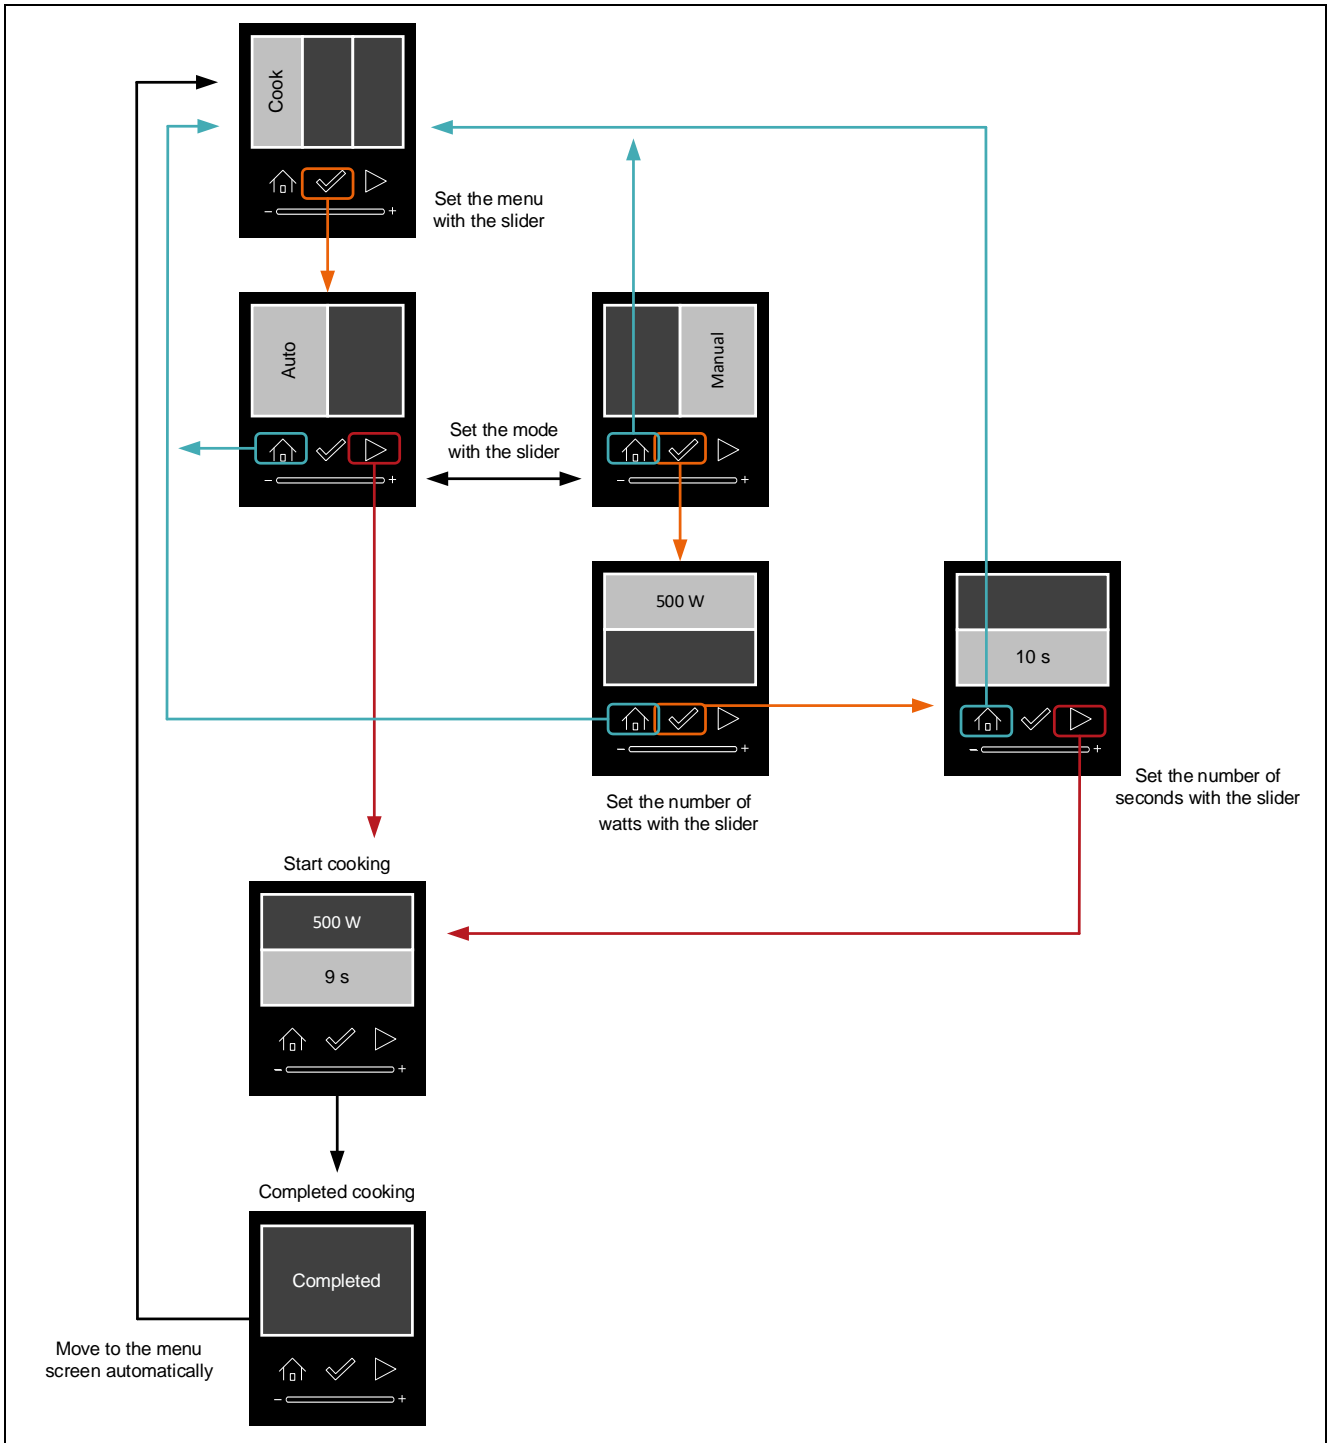 Cook
- +
Set the menu
with the slider
Auto
- +
Set the mode
with the slider
Manual
- +
500 W
- +
Set the number of
watts with the slider
10 s
- +
Set the number of
seconds with the slider
Start cooking
500 W
9 s
- +
Completed cooking
Completed
- +
Move to the menu
screen automatically